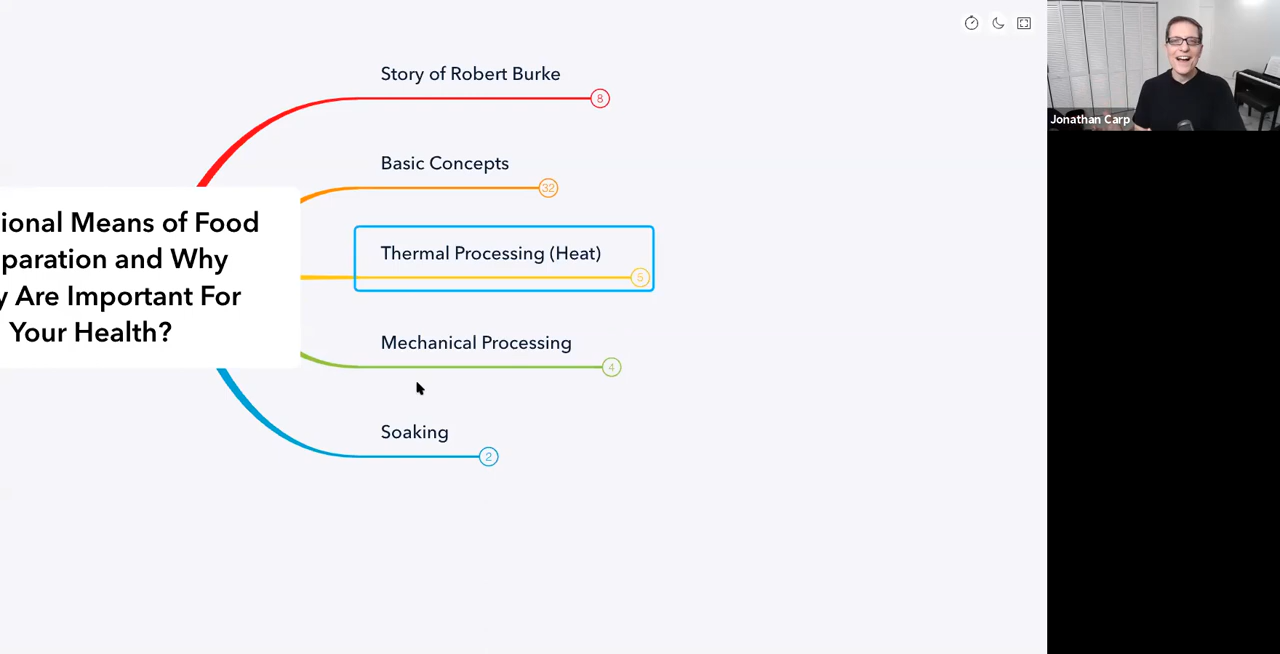 Story of Robert Burke
8
Basic Concepts
32
ional Means of Food
paration and Why
y Are Important For
Your Health?
Thermal Processing (Heat)
5
Mechanical Processing
4
Soaking
2
Jonathan Carp